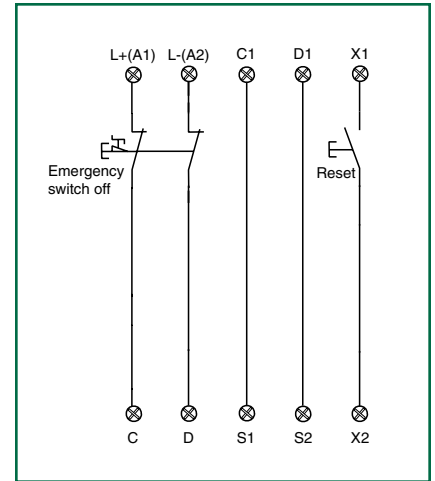 L+(A1) L-(A2) C1 D1 X1
Emergency
switch off
Reset
C D S1 S2 X2